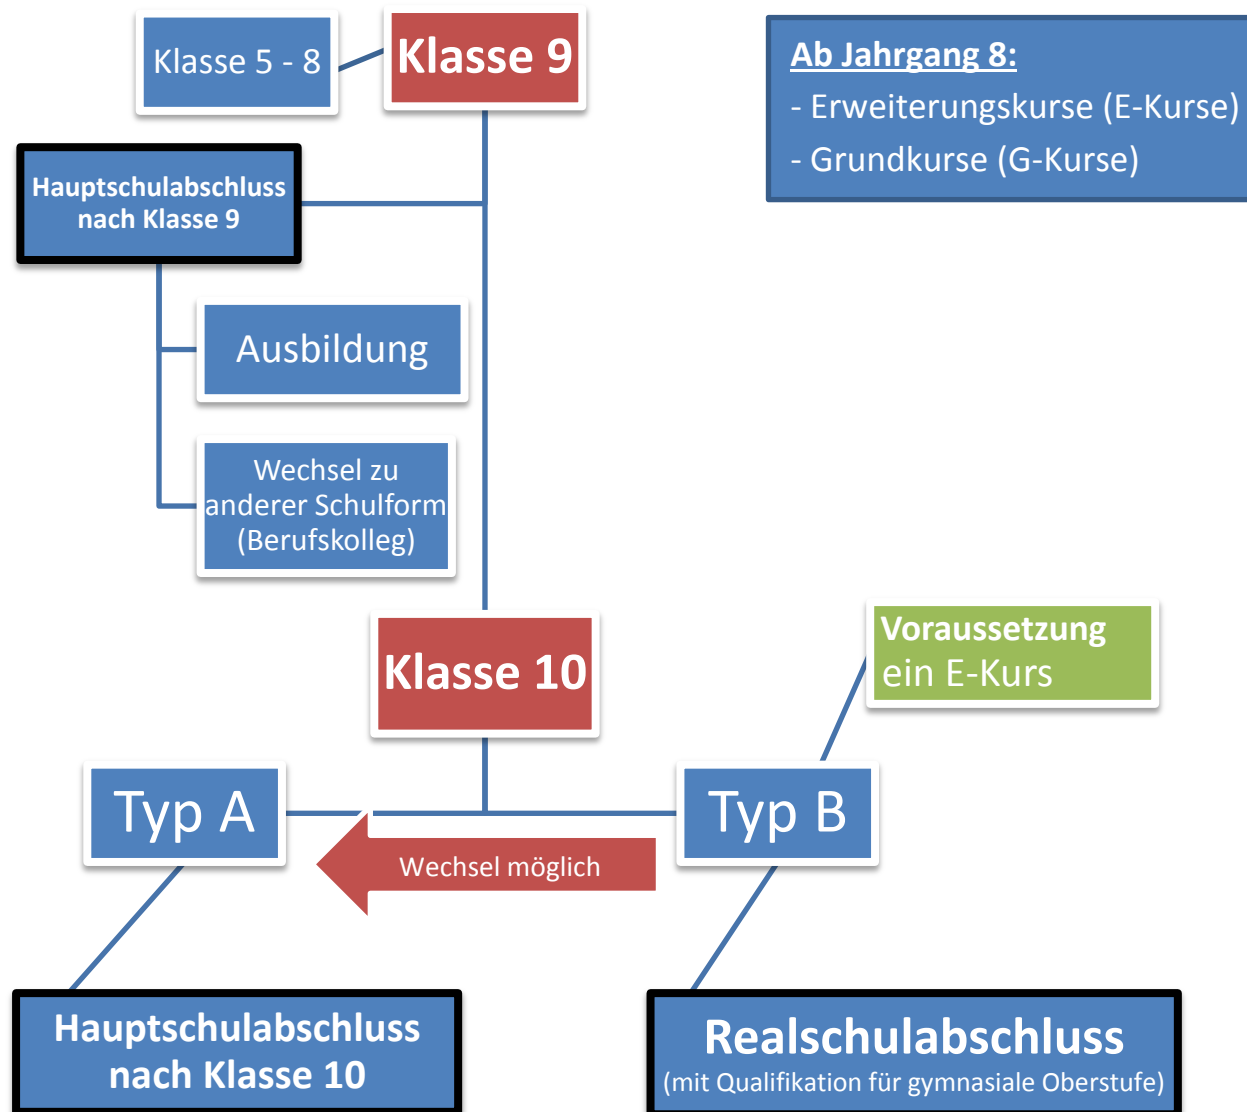 Klasse 5 - 8
Klasse 9
Ab Jahrgang 8:
- Erweiterungskurse (E-Kurse)
- Grundkurse (G-Kurse)
Hauptschulabschluss
nach Klasse 9
Ausbildung
Wechsel zu
anderer Schulform
(Berufskolleg)
Klasse 10
Voraussetzung
ein E-Kurs
Typ A
Typ B
Wechsel möglich
Hauptschulabschluss
nach Klasse 10
Realschulabschluss
(mit Qualifikation für gymnasiale Oberstufe)